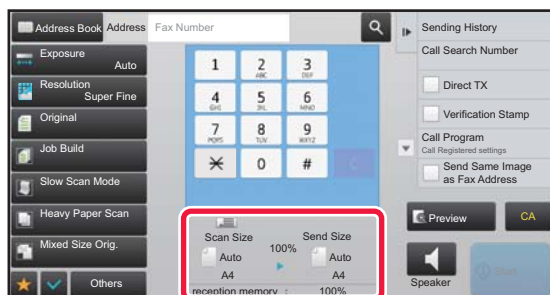 Address Book Address Fax Number
Sending History
Call Search Number
Direct TX
Verification Stamp
Call Program
Call Registered settings
Send Same Image
as Fax Address
Exposure
Auto
Resolution
Super Fine
Original
Job Build
Slow Scan Mode
Heavy Paper Scan
Mixed Size Orig.
Others
1
2
ABC
3
DEF
4
GHI
5
JKL
6
MNO
7
PQRS
8
TUV
9
WXYZ
0
#
C
Scan Size
100%
Send Size
Auto
A4
Auto
A4
reception memory : 100%
Preview
CA
Speaker
Start